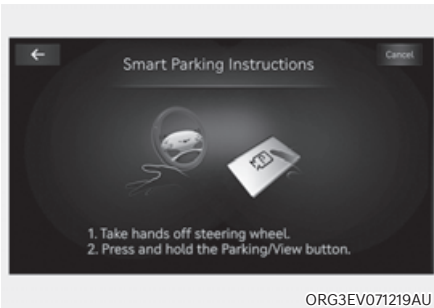 ←
Smart Parking Instructions
Cancel
1. Take hands off steering wheel.
2. Press and hold the Parking/View button.
ORG3EV071219AU